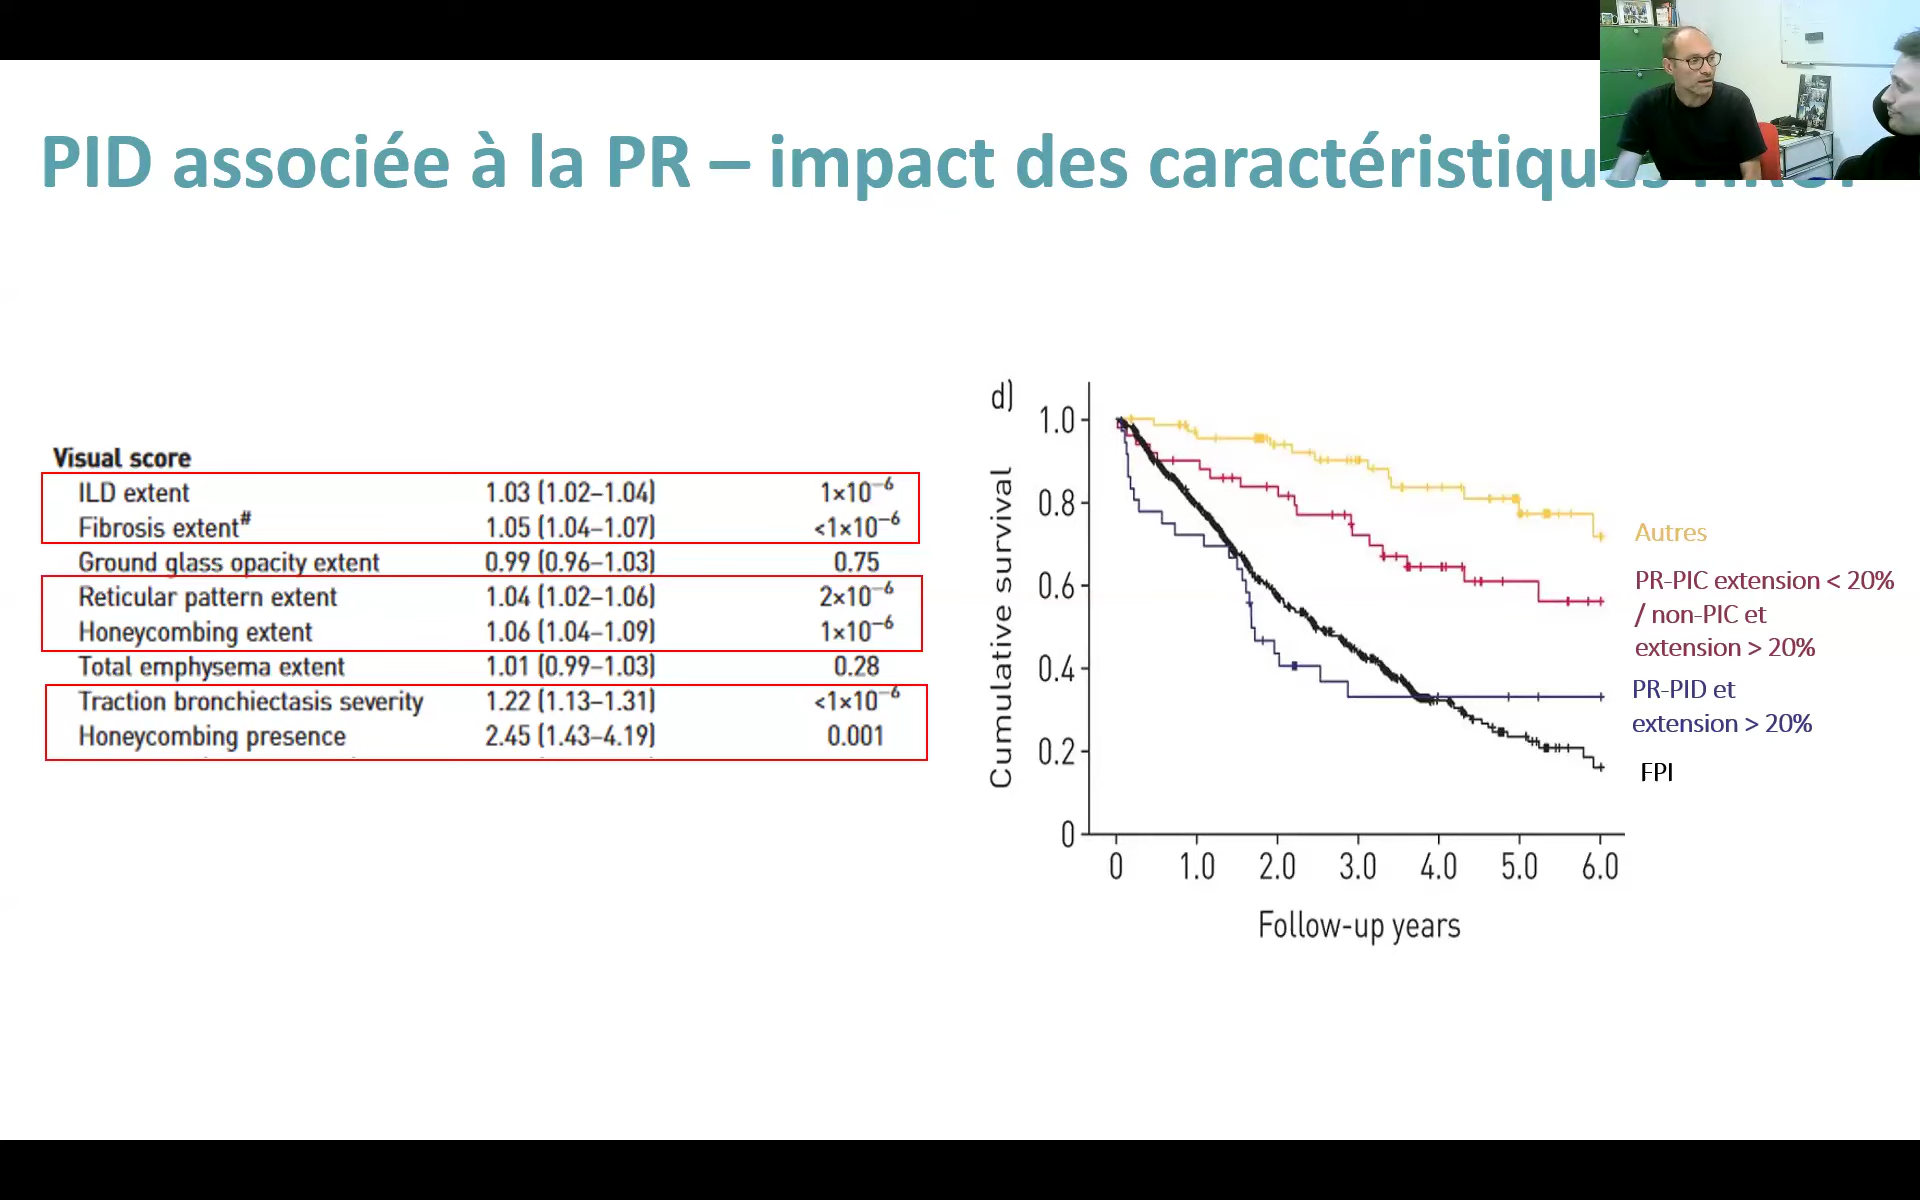 PID associée à la PR – impact des caractéristiques
Visual score
ILD extent 1.03 (1.02–1.04) 1×10⁻⁶
Fibrosis extent# 1.05 (1.04–1.07) <1×10⁻⁶
Ground glass opacity extent 0.99 (0.96–1.03) 0.75
Reticular pattern extent 1.04 (1.02–1.06) 2×10⁻⁶
Honeycombing extent 1.06 (1.04–1.09) 1×10⁻⁶
Total emphysema extent 1.01 (0.99–1.03) 0.28
Traction bronchiectasis severity 1.22 (1.13–1.31) <1×10⁻⁶
Honeycombing presence 2.45 (1.43–4.19) 0.001
d)
Cumulative survival
1.0
0.8
0.6
0.4
0.2
0
0 1.0 2.0 3.0 4.0 5.0 6.0
Follow-up years
Autres
PR-PIC extension < 20%
/ non-PIC et
extension > 20%
PR-PID et
extension > 20%
FPI